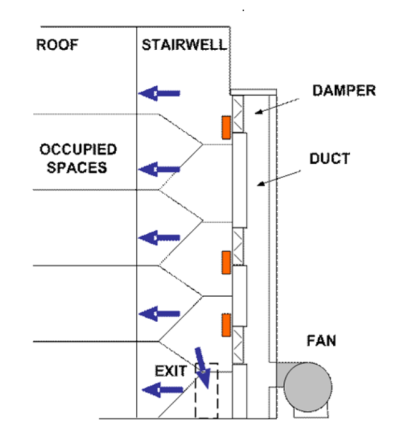 ROOF
STAIRWELL
DAMPER
OCCUPIED
SPACES
DUCT
FAN
EXIT